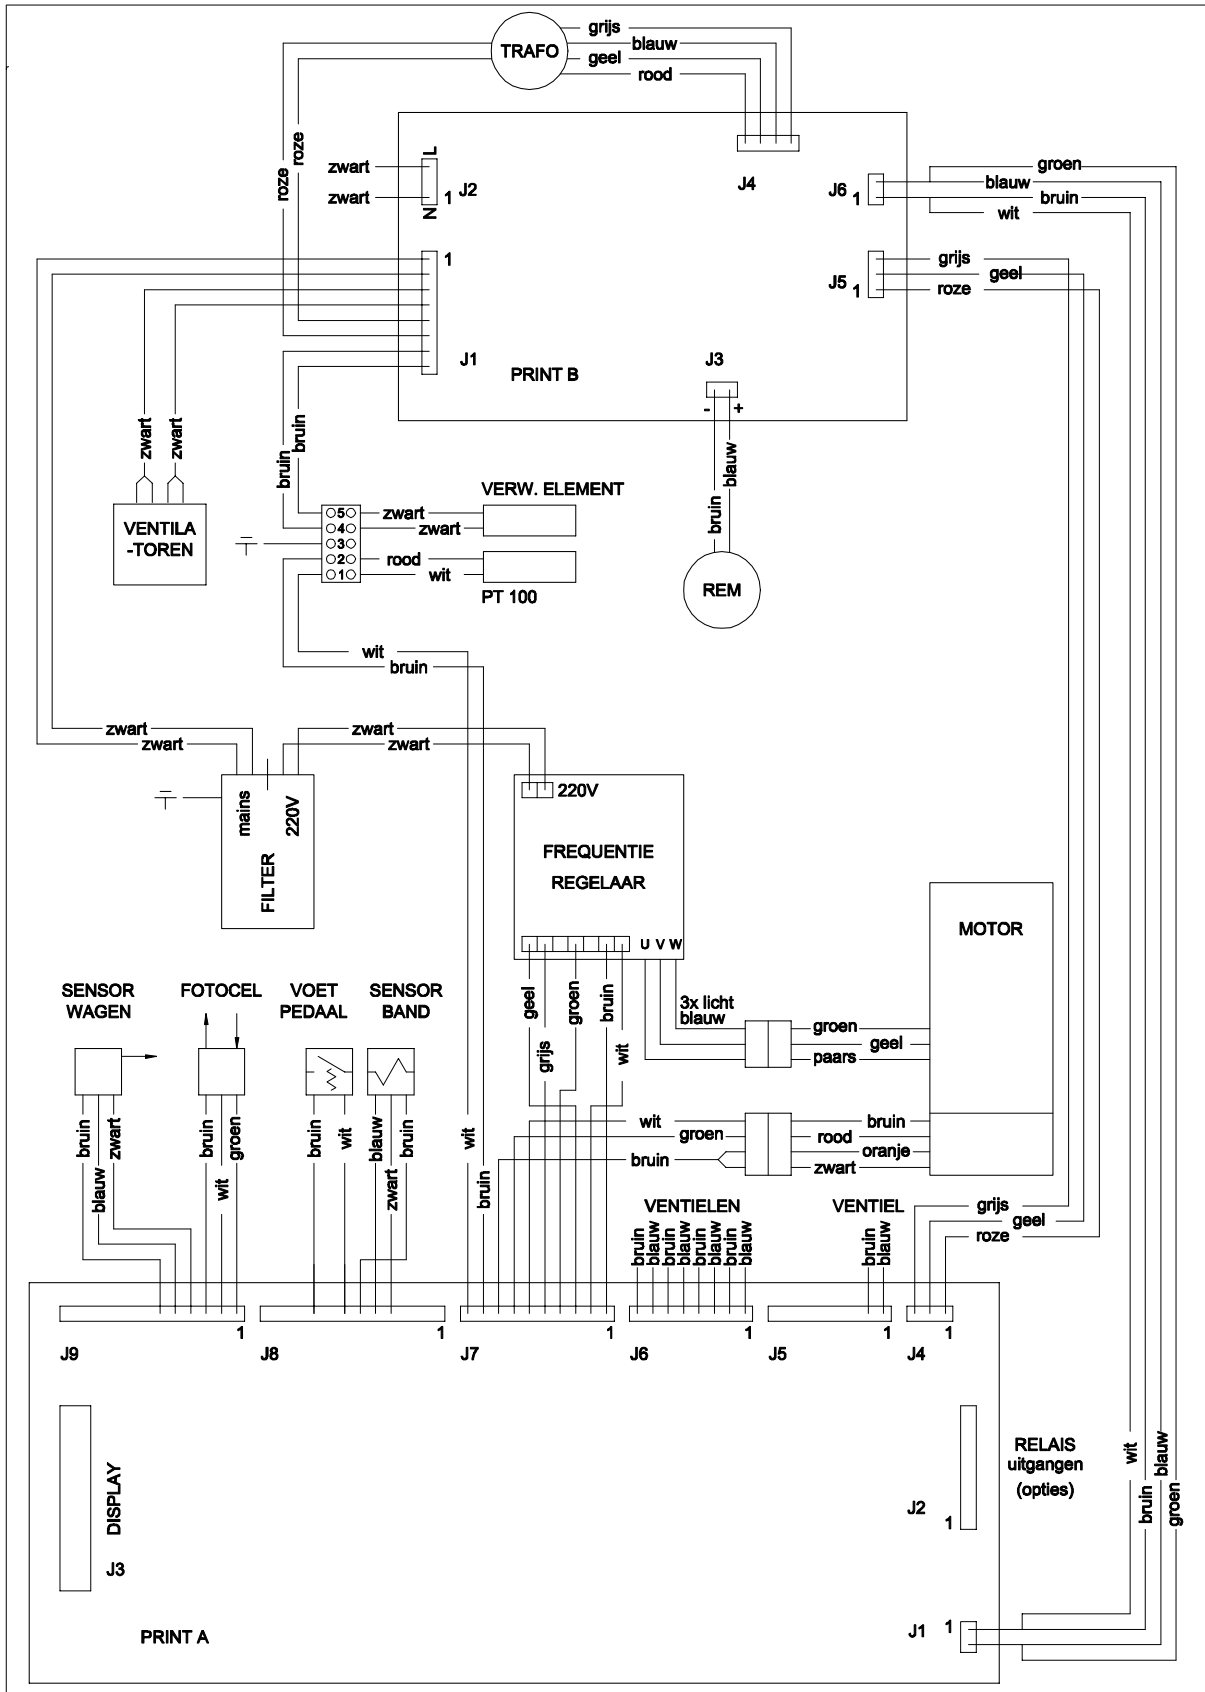 TRAFO
grijs
blauw
geel
rood
roze
roze
zwart
zwart
L
N
1
J2
J4
J6
1
groen
blauw
bruin
wit
1
J1
PRINT B
J3
- +
J5
1
grijs
geel
roze
zwart
zwart
VENTILA
-TOREN
bruin
bruin
5
4
3
2
1
zwart
zwart
VERW. ELEMENT
rood
wit
PT 100
bruin
blauw
REM
wit
bruin
zwart
zwart
zwart
zwart
mains
220V
FILTER
220V
FREQUENTIE
REGELAAR
U V W
MOTOR
SENSOR
WAGEN
FOTOCEL
VOET
PEDAAL
SENSOR
BAND
geel
grijs
groen
bruin
wit
3x licht
blauw
groen
geel
paars
bruin
blauw
zwart
bruin
wit
groen
bruin
wit
blauw
zwart
bruin
wit
bruin
wit
groen
bruin
bruin
rood
oranje
zwart
VENTIELEN
bruin
blauw
bruin
blauw
bruin
blauw
bruin
blauw
VENTIEL
bruin
blauw
grijs
geel
roze
1
J9
1
J8
1
J7
1
J6
1
J5
1
J4
DISPLAY
J3
PRINT A
J2
1
RELAIS
uitgangen
(opties)
J1
1
wit
bruin
blauw
groen